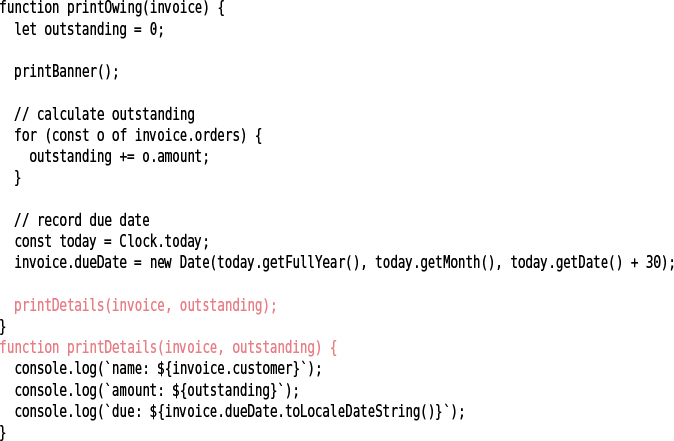 function printOwing(invoice) {
  let outstanding = 0;

  printBanner();

  // calculate outstanding
  for (const o of invoice.orders) {
    outstanding += o.amount;
  }

  // record due date
  const today = Clock.today;
  invoice.dueDate = new Date(today.getFullYear(), today.getMonth(), today.getDate() + 30);

  printDetails(invoice, outstanding);
}
function printDetails(invoice, outstanding) {
  console.log(`name: ${invoice.customer}`);
  console.log(`amount: ${outstanding}`);
  console.log(`due: ${invoice.dueDate.toLocaleDateString()}`);
}